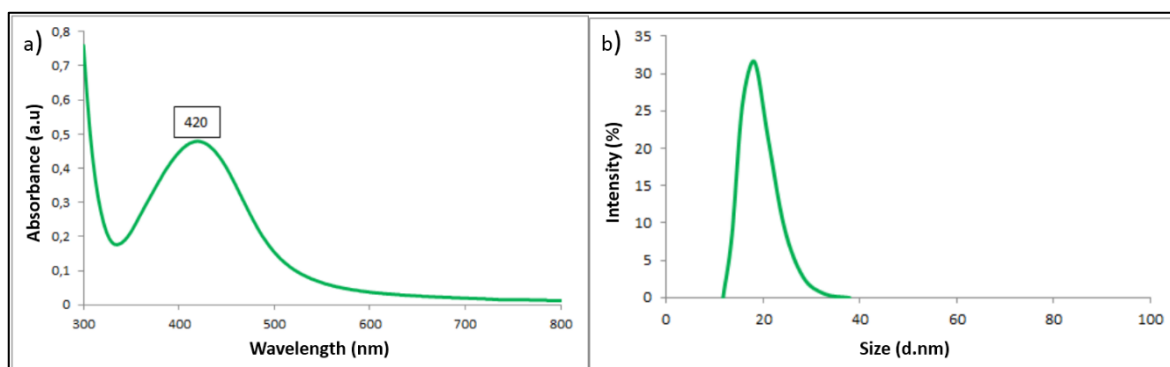 a)
Absorbance (a.u)
0,8
0,7
0,6
0,5
0,4
0,3
0,2
0,1
0
420
300 400 500 600 700 800
Wavelength (nm)
b)
Intensity (%)
35
30
25
20
15
10
5
0
0 20 40 60 80 100
Size (d.nm)